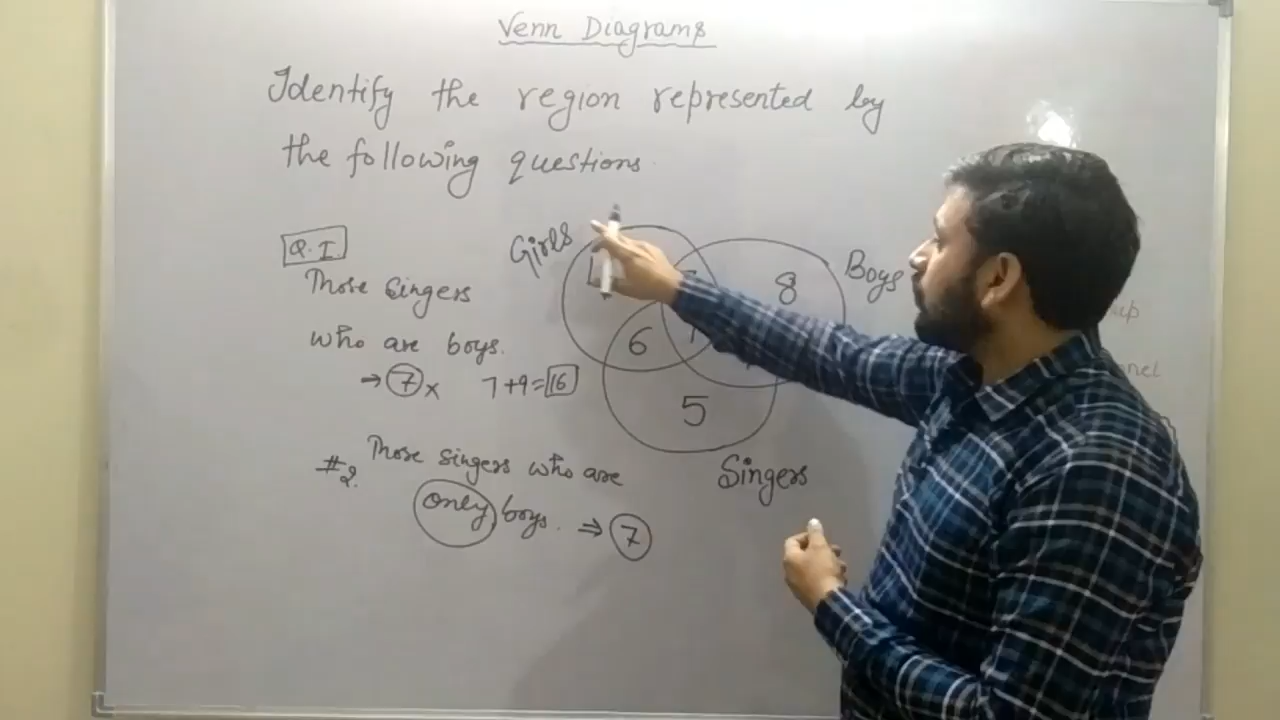 Venn Diagrams
Identify the region represented by
the following questions.
Q.I
Girls
Boys
Those Singers
who are boys.
⇒ 7 × 7+9=16
8
6
5
Singers
#2. Those singers who are
only boys. ⇒ 7